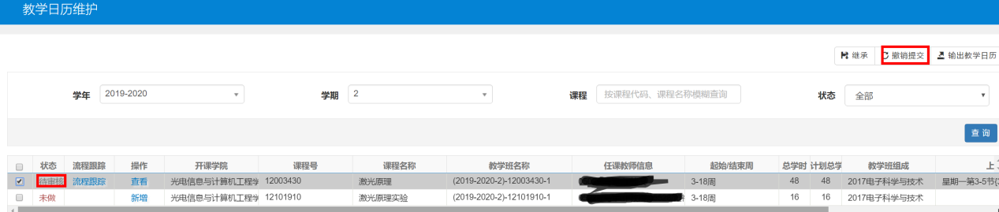 教学日历维护
继承 撤销提交 输出教学日历
学年 2019-2020 学期 2 课程 按课程代码、课程名称模糊查询 状态 全部
查询
状态 流程跟踪 操作 开课学院 课程号 课程名称 教学班名称 任课教师信息 起始/结束周 总学时 计划总学 教学班组成 上
待审核 流程跟踪 查看 光电信息与计算机工程学 12003430 激光原理 (2019-2020-2)-12003430-1 3-18周 48 48 2017电子科学与技术 星期一第3-5节(3
未做 新增 光电信息与计算机工程学 12101910 激光原理实验 (2019-2020-2)-12101910-1 3-18周 16 16 2017电子科学与技术